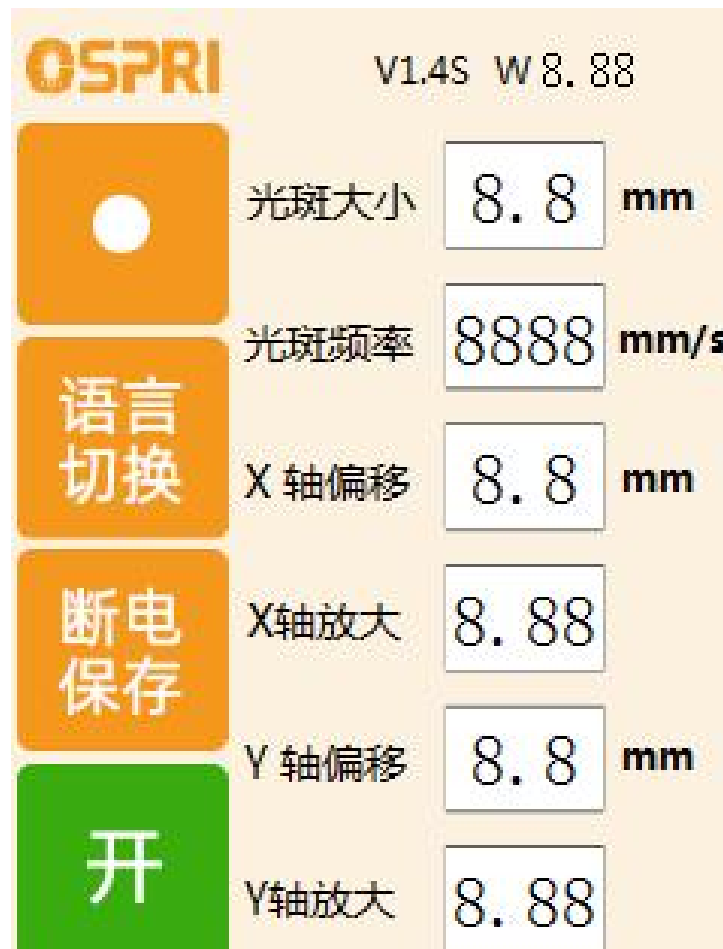 OSPRI V1.4S W 8.88
光斑大小 8.8 mm
光斑频率 8888 mm/s
语言
切换
X 轴偏移 8.8 mm
断电
保存
X轴放大 8.88
Y 轴偏移 8.8 mm
开
Y轴放大 8.88